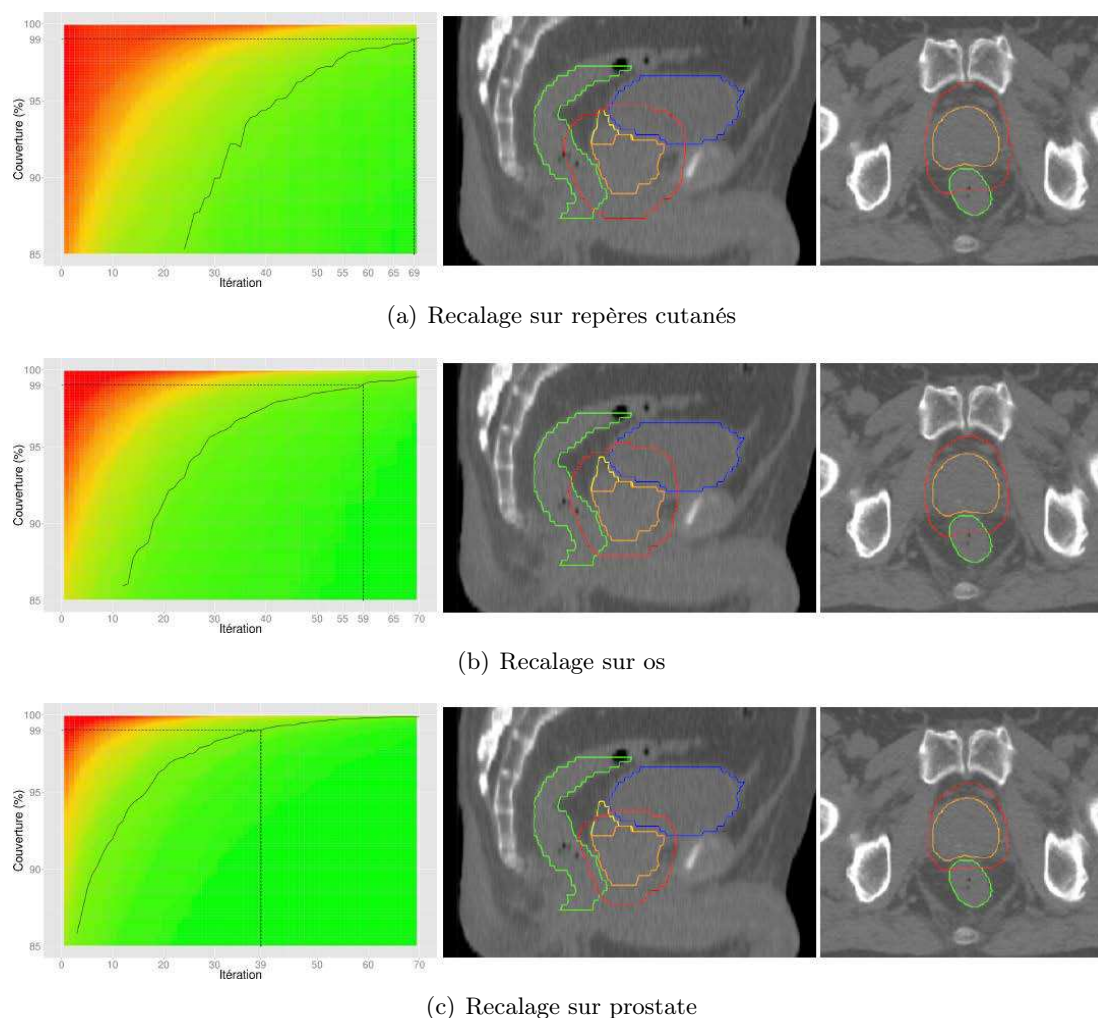 100
99
95
90
85
Couverture (%)
0 10 20 30 40 50 55 60 65 69
Itération
(a) Recalage sur repères cutanés
100
99
95
90
85
Couverture (%)
0 10 20 30 40 50 55 59 65 70
Itération
(b) Recalage sur os
100
99
95
90
85
Couverture (%)
0 10 20 30 39 50 60 70
Itération
(c) Recalage sur prostate